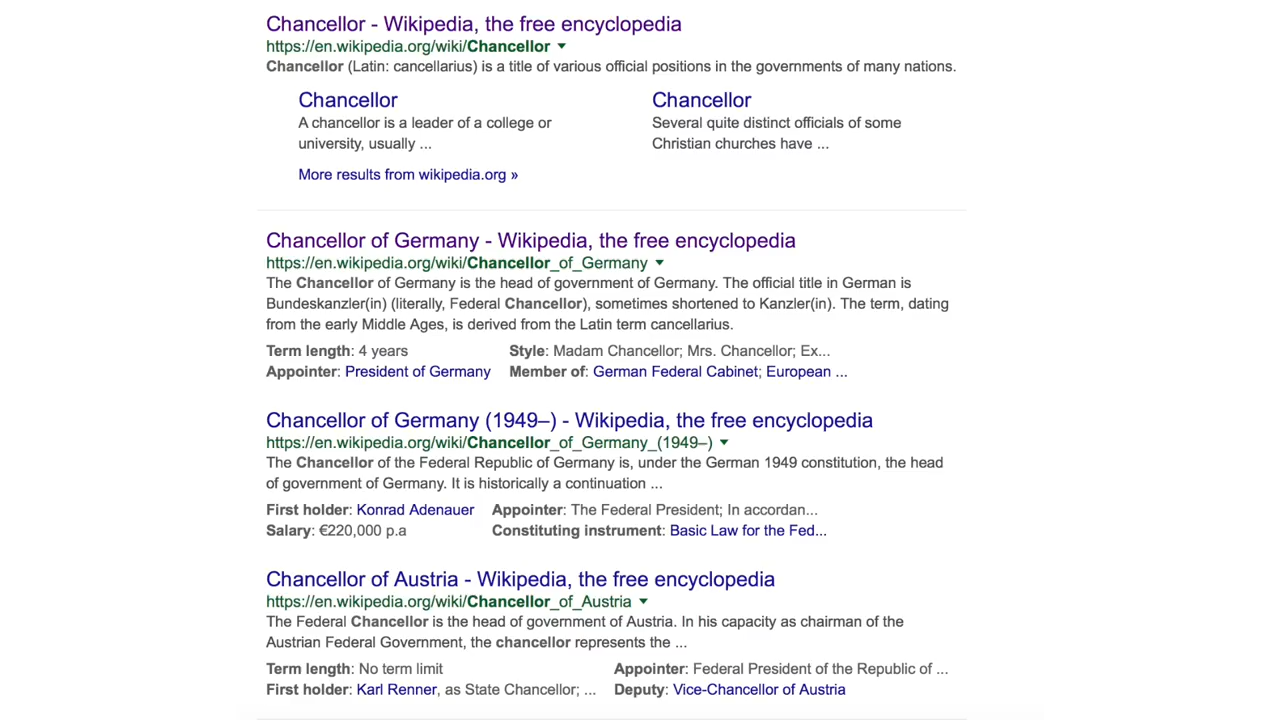 Chancellor - Wikipedia, the free encyclopedia
https://en.wikipedia.org/wiki/Chancellor
Chancellor (Latin: cancellarius) is a title of various official positions in the governments of many nations.
Chancellor
A chancellor is a leader of a college or
university, usually ...
Chancellor
Several quite distinct officials of some
Christian churches have ...
More results from wikipedia.org »
Chancellor of Germany - Wikipedia, the free encyclopedia
https://en.wikipedia.org/wiki/Chancellor_of_Germany
The Chancellor of Germany is the head of government of Germany. The official title in German is
Bundeskanzler(in) (literally, Federal Chancellor), sometimes shortened to Kanzler(in). The term, dating
from the early Middle Ages, is derived from the Latin term cancellarius.
Term length: 4 years Style: Madam Chancellor; Mrs. Chancellor; Ex...
Appointer: President of Germany Member of: German Federal Cabinet; European ...
Chancellor of Germany (1949–) - Wikipedia, the free encyclopedia
https://en.wikipedia.org/wiki/Chancellor_of_Germany_(1949–)
The Chancellor of the Federal Republic of Germany is, under the German 1949 constitution, the head
of government of Germany. It is historically a continuation ...
First holder: Konrad Adenauer Appointer: The Federal President; In accordan...
Salary: €220,000 p.a Constituting instrument: Basic Law for the Fed...
Chancellor of Austria - Wikipedia, the free encyclopedia
https://en.wikipedia.org/wiki/Chancellor_of_Austria
The Federal Chancellor is the head of government of Austria. In his capacity as chairman of the
Austrian Federal Government, the chancellor represents the ...
Term length: No term limit Appointer: Federal President of the Republic of ...
First holder: Karl Renner, as State Chancellor; ... Deputy: Vice-Chancellor of Austria